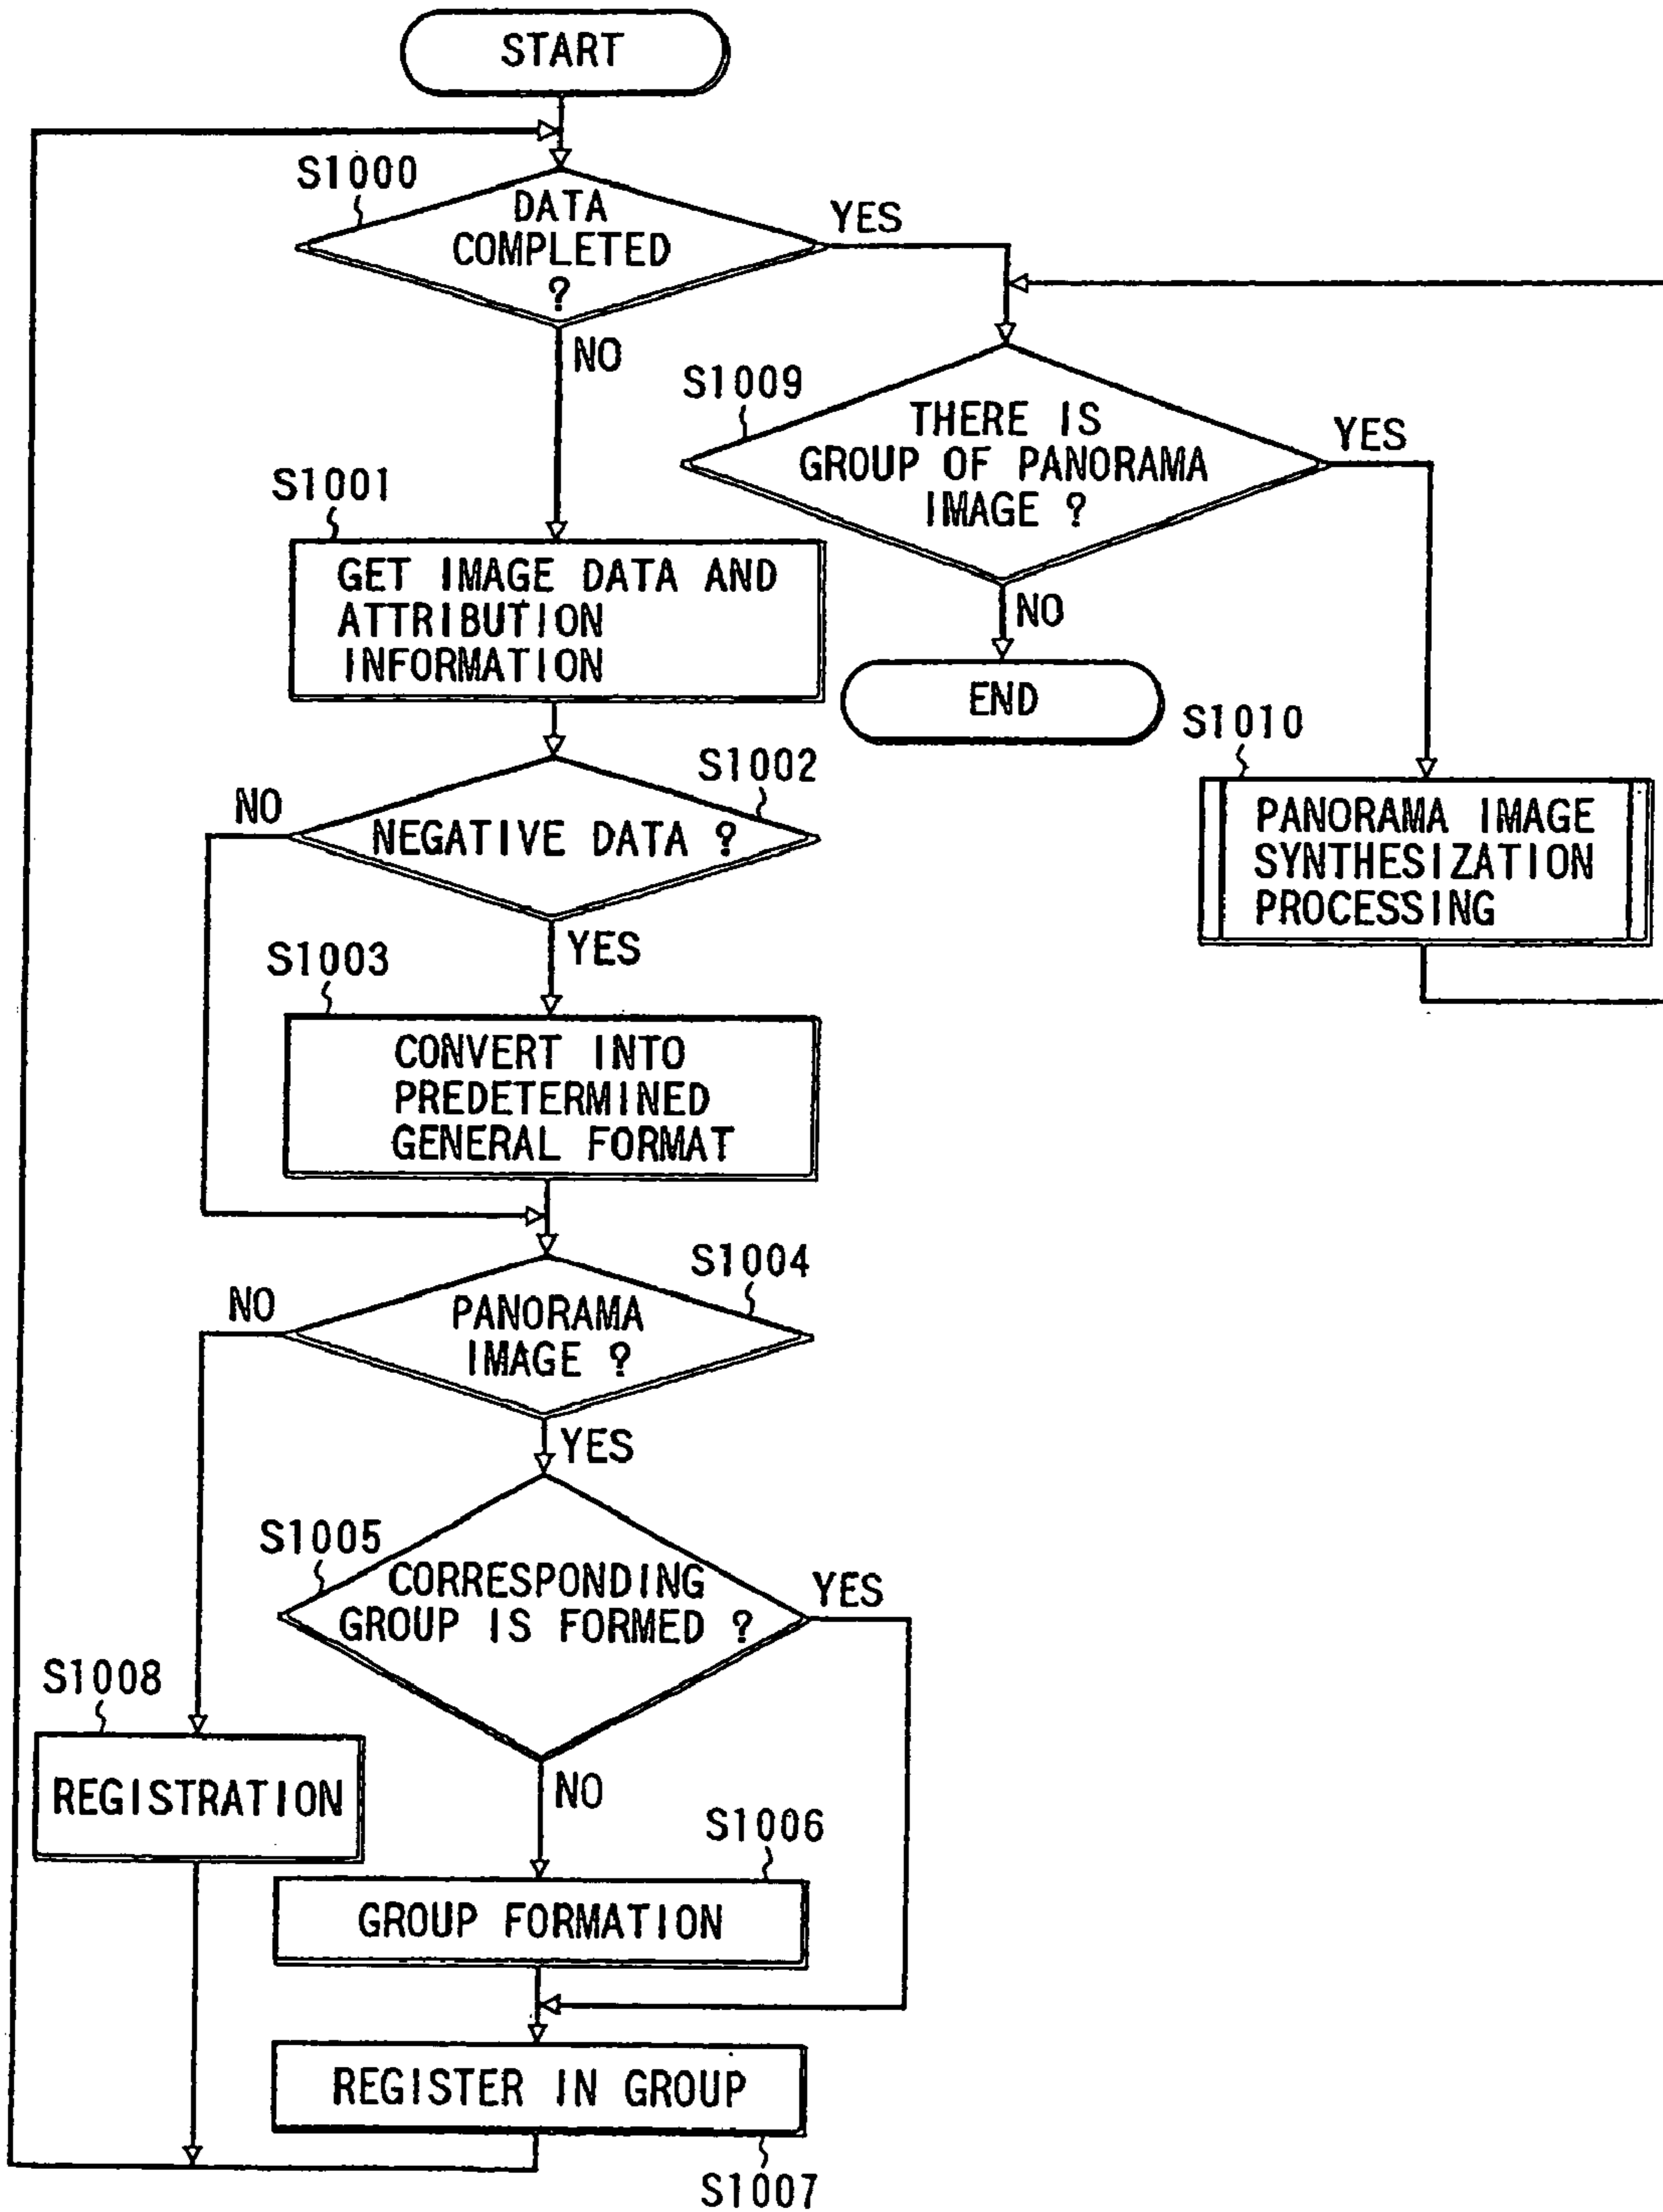 START
S1000
DATA
COMPLETED
?
YES
NO
S1009
THERE IS
GROUP OF PANORAMA
IMAGE ?
YES
NO
END
S1001
GET IMAGE DATA AND
ATTRIBUTION
INFORMATION
S1010
PANORAMA IMAGE
SYNTHESIZATION
PROCESSING
S1002
NO
NEGATIVE DATA ?
YES
S1003
CONVERT INTO
PREDETERMINED
GENERAL FORMAT
S1004
NO
PANORAMA
IMAGE ?
YES
S1005
CORRESPONDING
GROUP IS FORMED ?
YES
NO
S1008
REGISTRATION
S1006
GROUP FORMATION
REGISTER IN GROUP
S1007